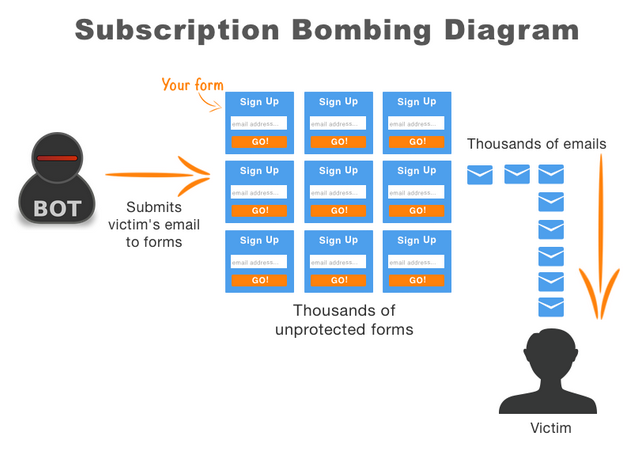 Subscription Bombing Diagram
Your form
Sign Up
email address...
GO!
Sign Up
email address...
GO!
Sign Up
email address...
GO!
Thousands of emails
BOT
Submits
victim's email
to forms
Sign Up
email address...
GO!
Sign Up
email address...
GO!
Sign Up
email address...
GO!
Sign Up
email address...
GO!
Sign Up
email address...
GO!
Sign Up
email address...
GO!
Thousands of
unprotected forms
Victim